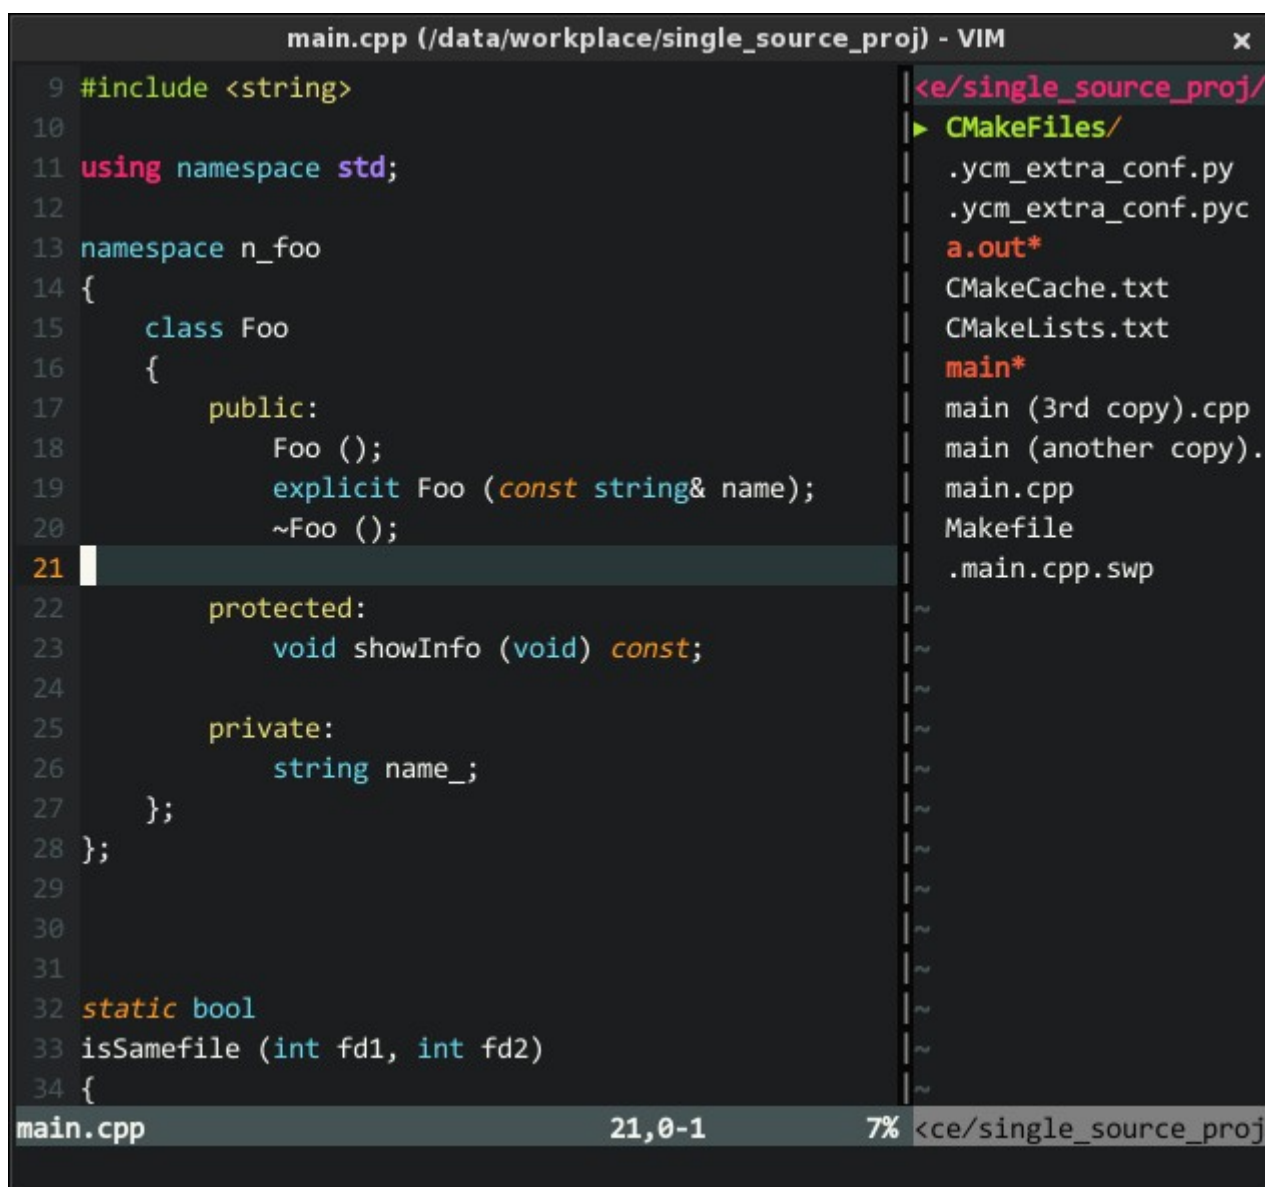 main.cpp (/data/workplace/single_source_proj) - VIM ×
9 #include <string>
10
11 using namespace std;
12
13 namespace n_foo
14 {
15     class Foo
16     {
17         public:
18             Foo ();
19             explicit Foo (const string& name);
20             ~Foo ();
21
22         protected:
23             void showInfo (void) const;
24
25         private:
26             string name_;
27     };
28 };
29
30
31
32 static bool
33 isSamefile (int fd1, int fd2)
34 {
main.cpp 21,0-1 7%
<e/single_source_proj/
▸ CMakeFiles/
.ycm_extra_conf.py
.ycm_extra_conf.pyc
a.out*
CMakeCache.txt
CMakeLists.txt
main*
main (3rd copy).cpp
main (another copy).
main.cpp
Makefile
.main.cpp.swp
~
~
~
~
~
~
~
~
~
~
~
~
~
<ce/single_source_proj